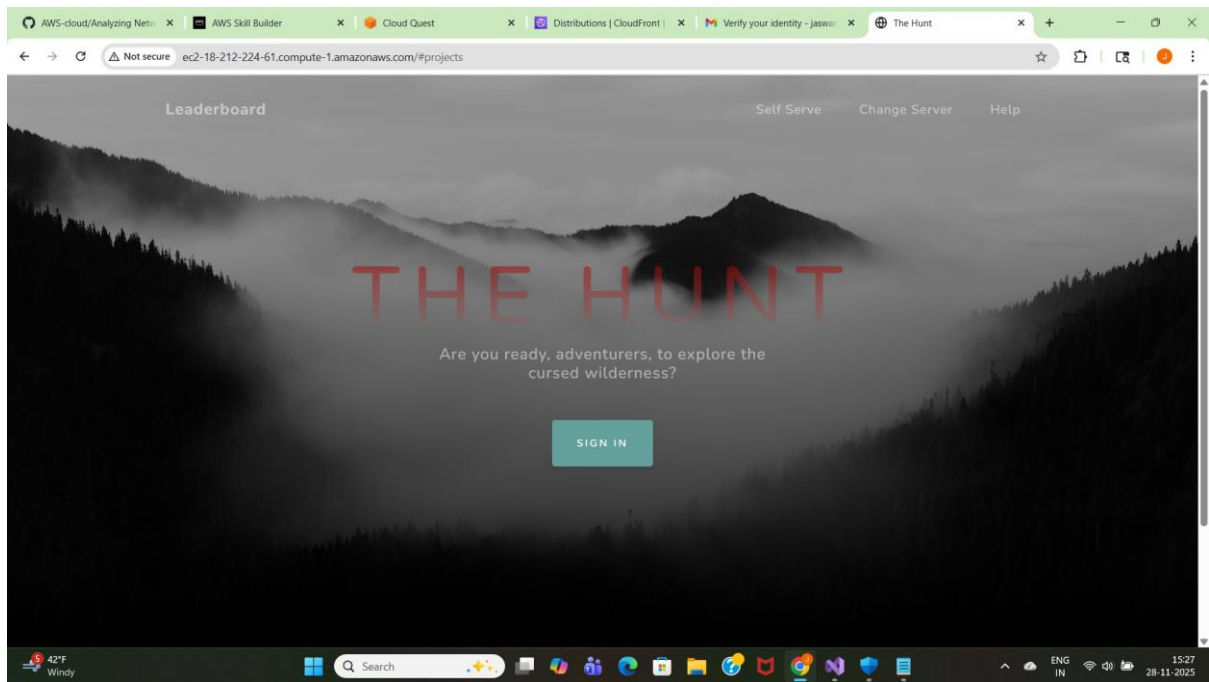 AWS-cloud/Analyzing Netw
AWS Skill Builder
Cloud Quest
Distributions | CloudFront |
Verify your identity - jaswan
The Hunt
Not secure
ec2-18-212-224-61.compute-1.amazonaws.com/#projects
J
Leaderboard
Self Serve
Change Server
Help
THE HUNT
Are you ready, adventurers, to explore the
cursed wilderness?
SIGN IN
5
42°F
Windy
Search
ENG
IN
15:27
28-11-2025